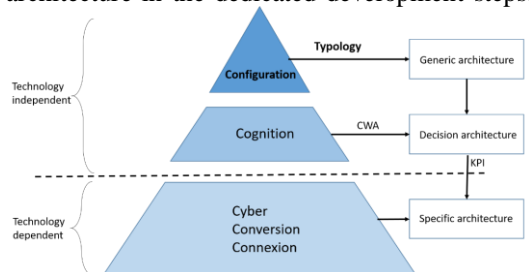 architecture in the dedicated development steps
Typology
Generic architecture
Configuration
Technology
independent
Cognition
CWA
Decision architecture
KPI
Cyber
Conversion
Connexion
Specific architecture
Technology
dependent